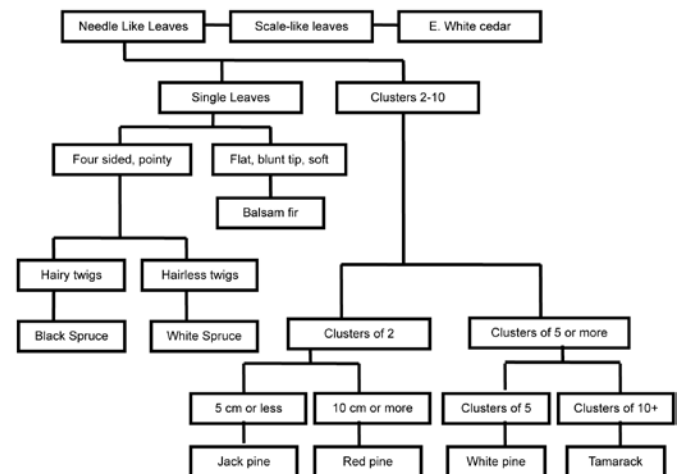 Needle Like Leaves
Scale-like leaves
E. White cedar
Single Leaves
Clusters 2-10
Four sided, pointy
Flat, blunt tip, soft
Balsam fir
Hairy twigs
Hairless twigs
Black Spruce
White Spruce
Clusters of 2
Clusters of 5 or more
5 cm or less
10 cm or more
Clusters of 5
Clusters of 10+
Jack pine
Red pine
White pine
Tamarack